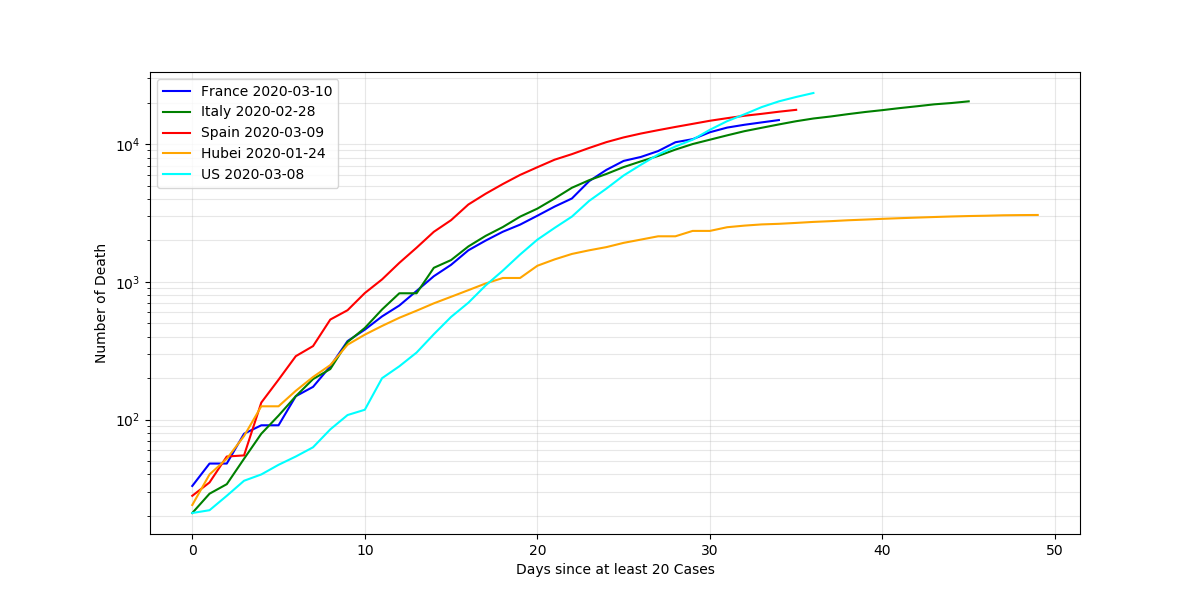 France 2020-03-10
Italy 2020-02-28
Spain 2020-03-09
Hubei 2020-01-24
US 2020-03-08
Number of Death
10⁴
10³
10²
0 10 20 30 40 50
Days since at least 20 Cases